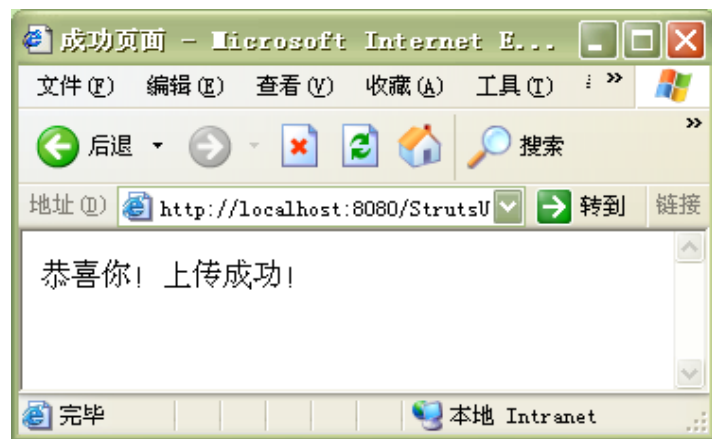 成功页面 - Microsoft Internet E...
文件(F) 编辑(E) 查看(V) 收藏(A) 工具(T)
后退 搜索
地址(D) http://localhost:8080/StrutsU 转到 链接
恭喜你! 上传成功!
完毕 本地 Intranet